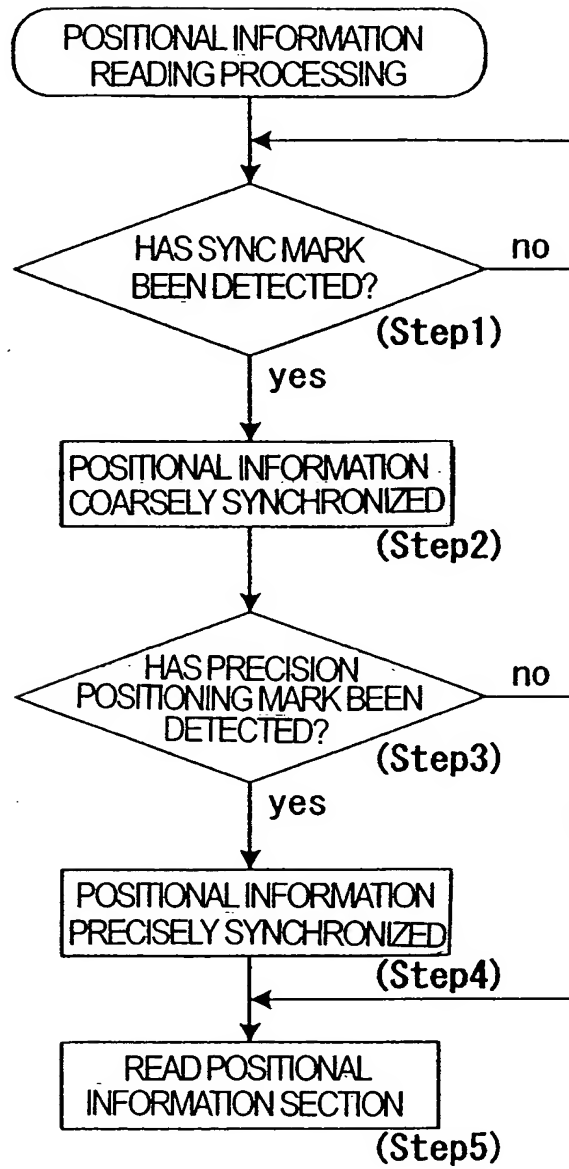 POSITIONAL INFORMATION
READING PROCESSING
HAS SYNC MARK
BEEN DETECTED?
no
(Step1)
yes
POSITIONAL INFORMATION
COARSELY SYNCHRONIZED
(Step2)
HAS PRECISION
POSITIONING MARK BEEN
DETECTED?
no
(Step3)
yes
POSITIONAL INFORMATION
PRECISELY SYNCHRONIZED
(Step4)
READ POSITIONAL
INFORMATION SECTION
(Step5)